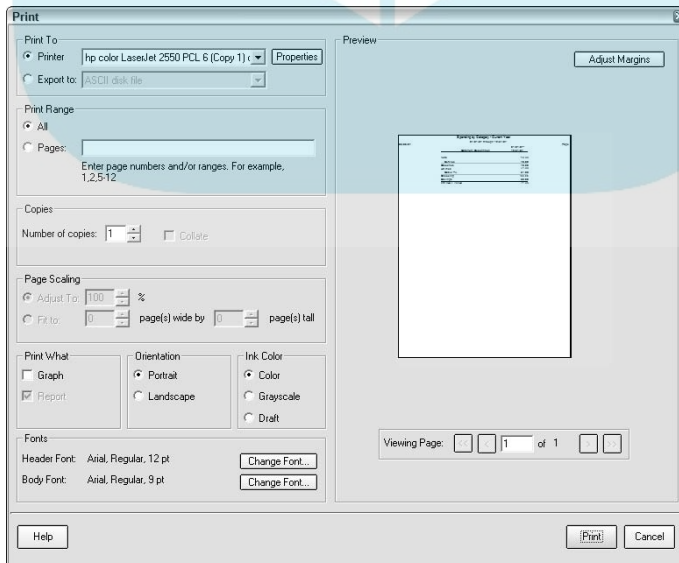 Print
Print To
Printer hp color LaserJet 2550 PCL 6 (Copy 1) Properties
Export to: ASCII disk file
Print Range
All
Pages:
Enter page numbers and/or ranges. For example,
1,2,5-12
Copies
Number of copies: 1 Collate
Page Scaling
Adjust To: 100 %
Fit to: 0 page(s) wide by 0 page(s) tall
Print What
Graph
Report
Orientation
Portrait
Landscape
Ink Color
Color
Grayscale
Draft
Fonts
Header Font: Arial, Regular, 12 pt Change Font...
Body Font: Arial, Regular, 9 pt Change Font...
Preview
Adjust Margins
Viewing Page: << < 1 of 1 > >>
Help
Print Cancel